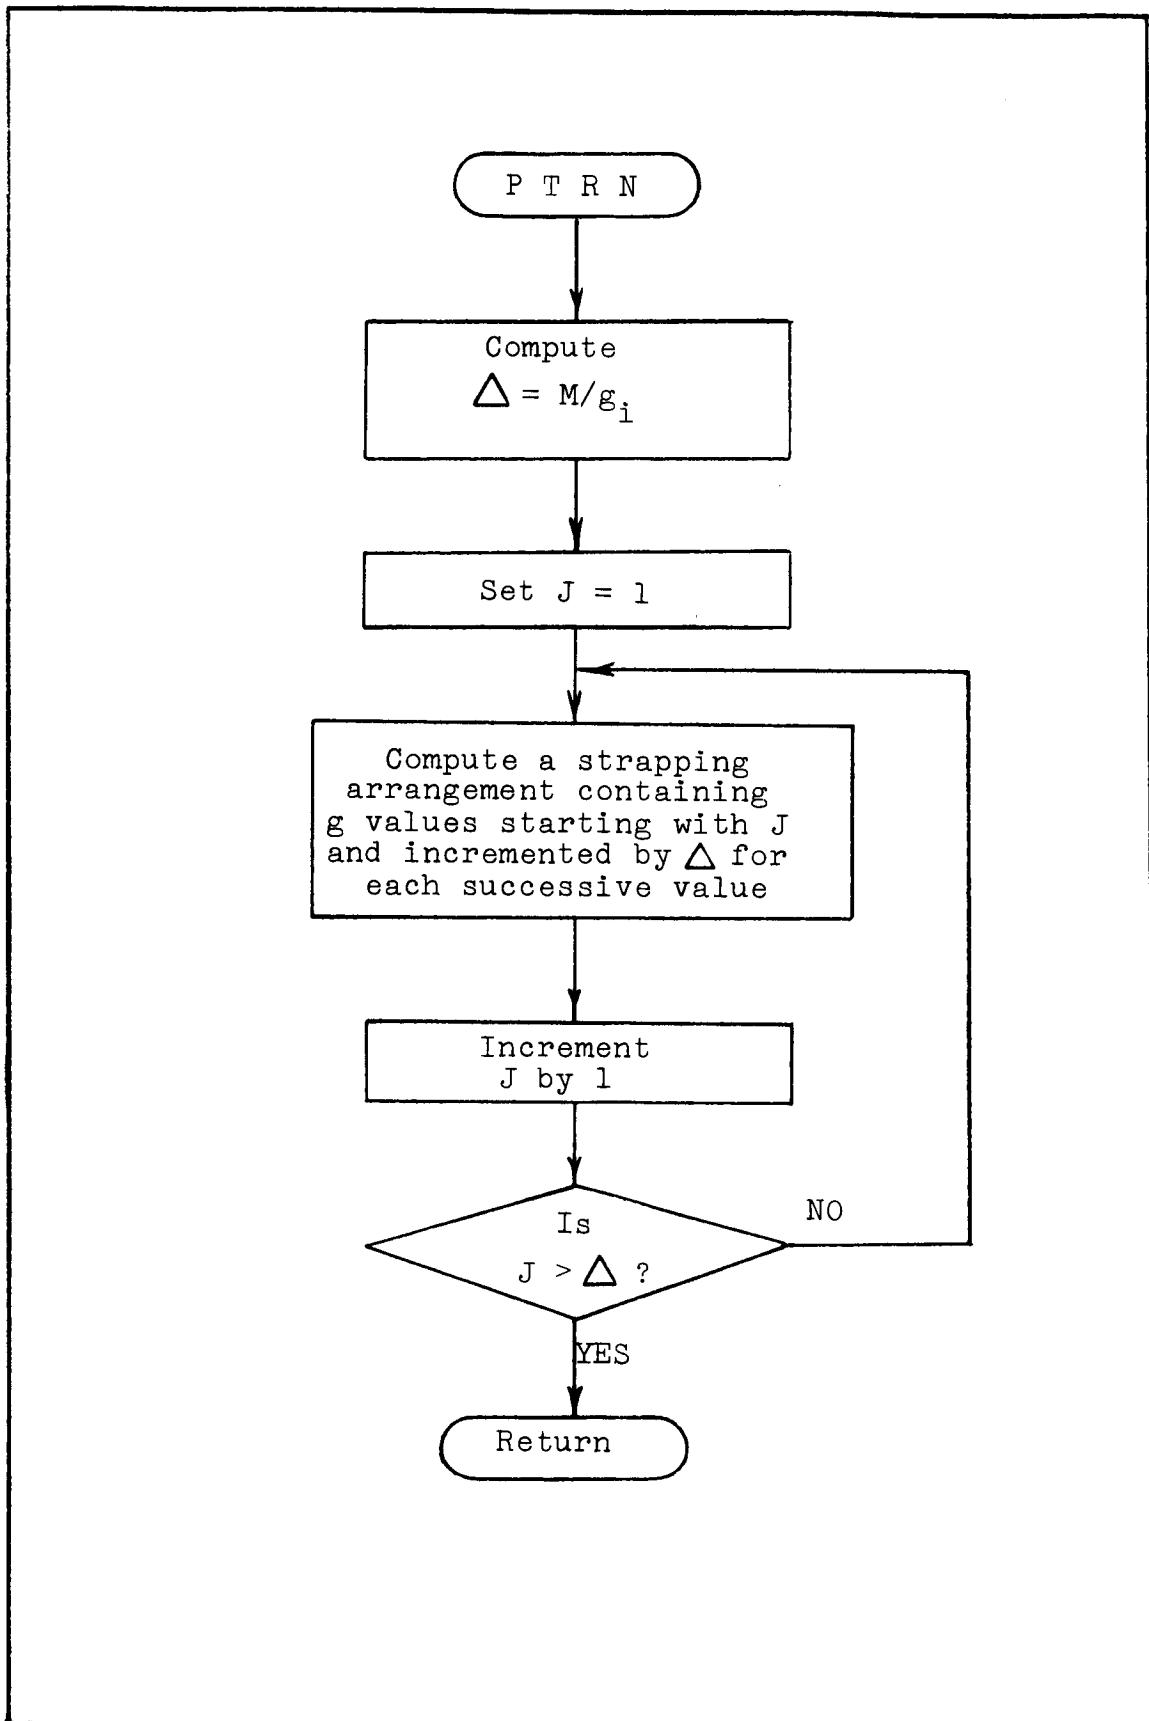 P T R N
Compute
△ = M/gᵢ
Set J = 1
Compute a strapping
arrangement containing
g values starting with J
and incremented by △ for
each successive value
Increment
J by 1
Is
NO
J > △ ?
YES
Return